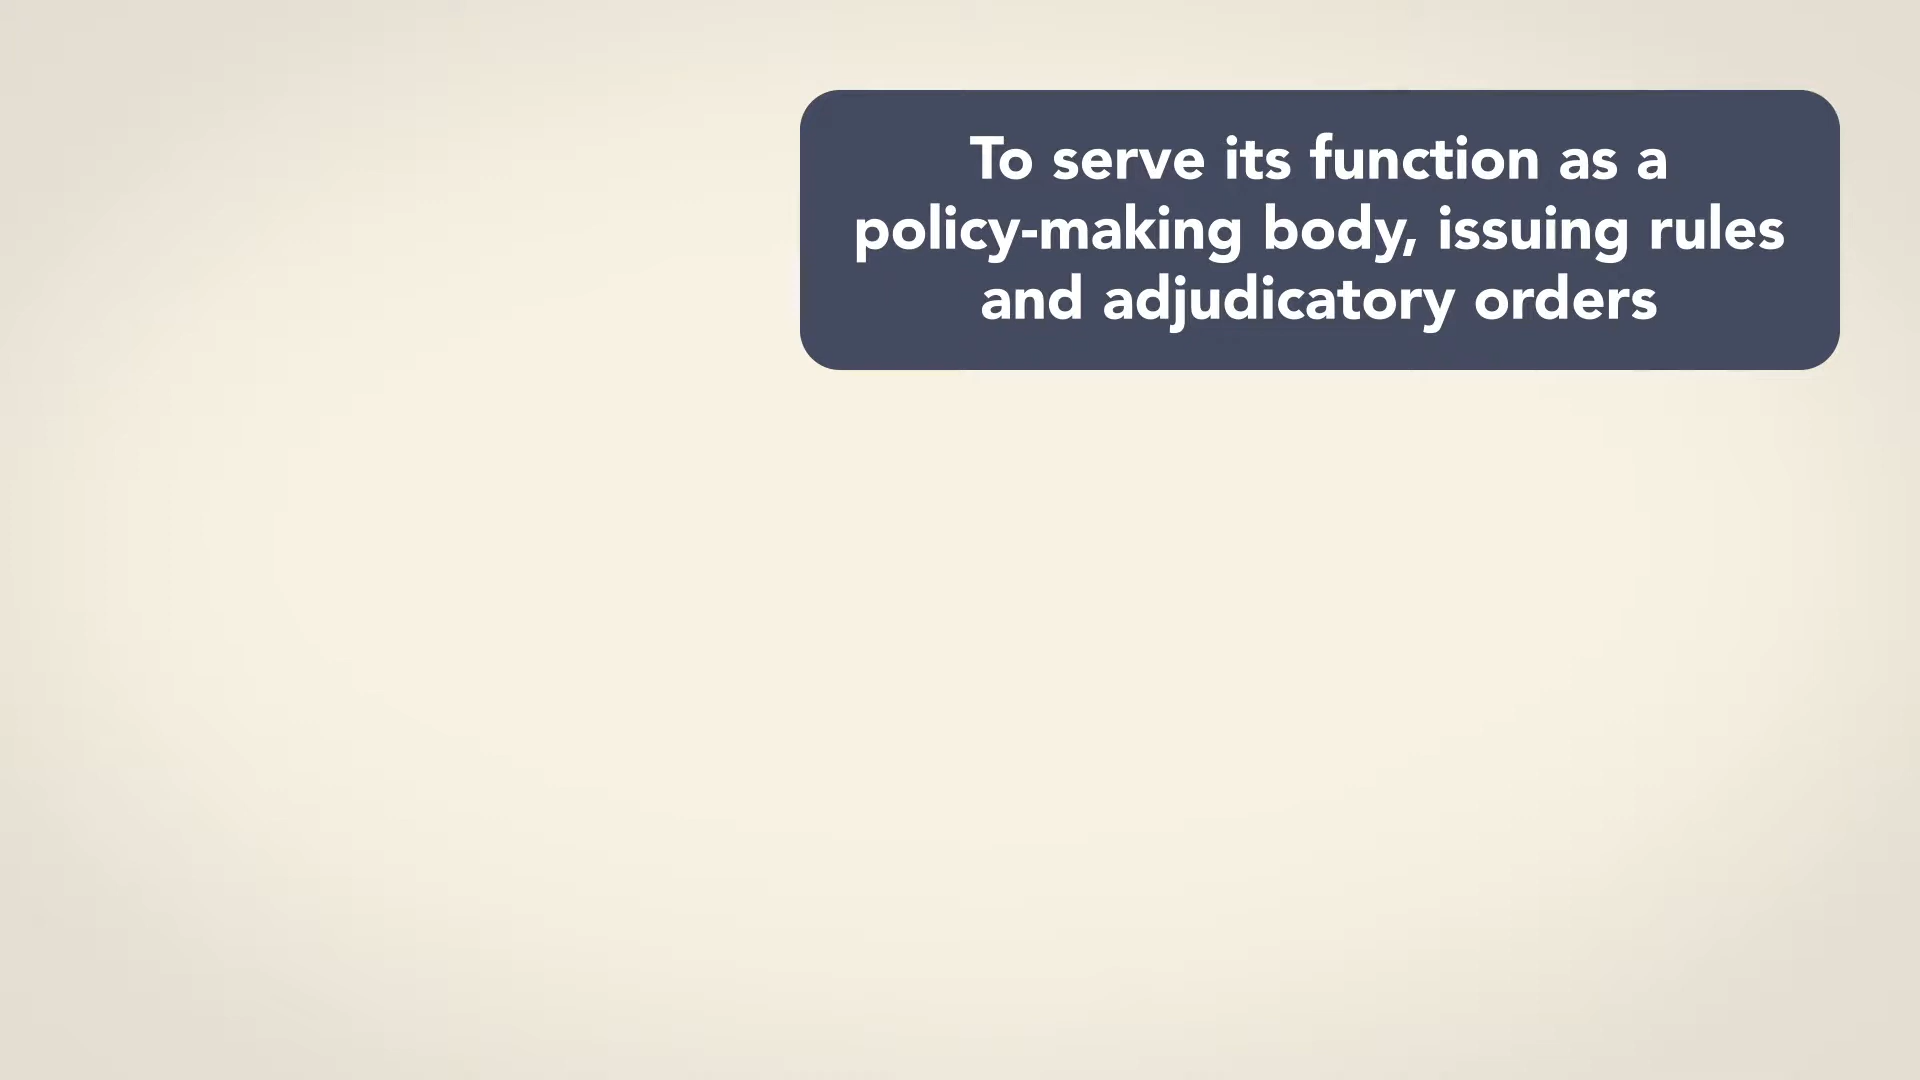 To serve its function as a
policy-making body, issuing rules
and adjudicatory orders